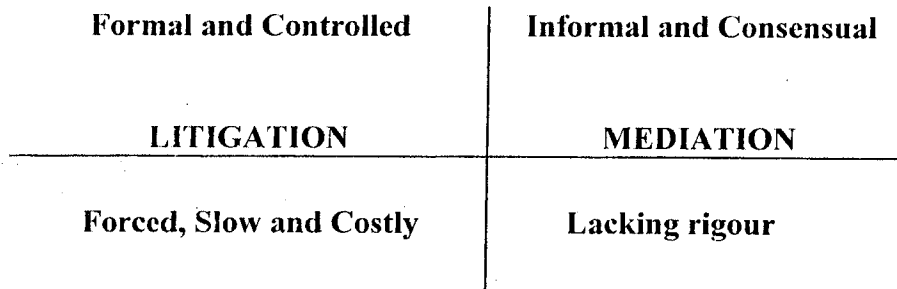 Formal and Controlled
Informal and Consensual
LITIGATION
MEDIATION
Forced, Slow and Costly
Lacking rigour